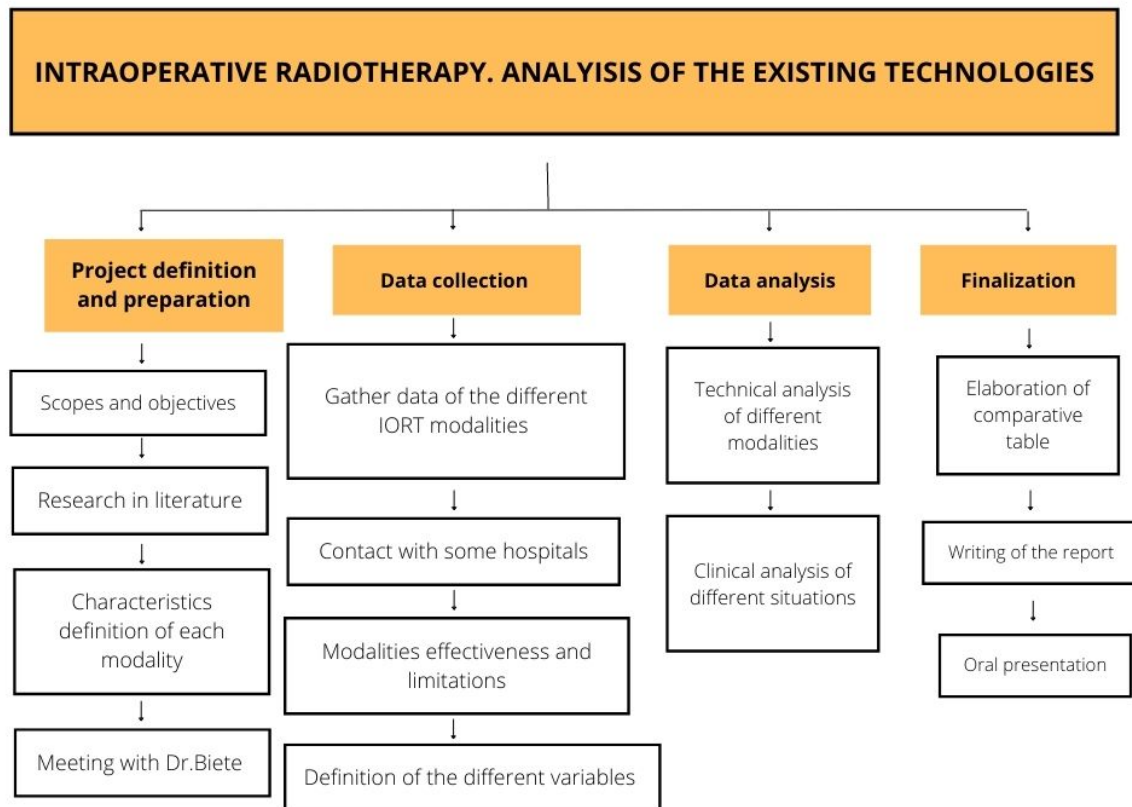 INTRAOPERATIVE RADIOTHERAPY. ANALYISIS OF THE EXISTING TECHNOLOGIES
Project definition
and preparation
Scopes and objectives
Research in literature
Characteristics
definition of each
modality
Meeting with Dr.Biete
Data collection
Gather data of the different
IORT modalities
Contact with some hospitals
Modalities effectiveness and
limitations
Definition of the different variables
Data analysis
Technical analysis
of different
modalities
Clinical analysis of
different situations
Finalization
Elaboration of
comparative
table
Writing of the report
Oral presentation